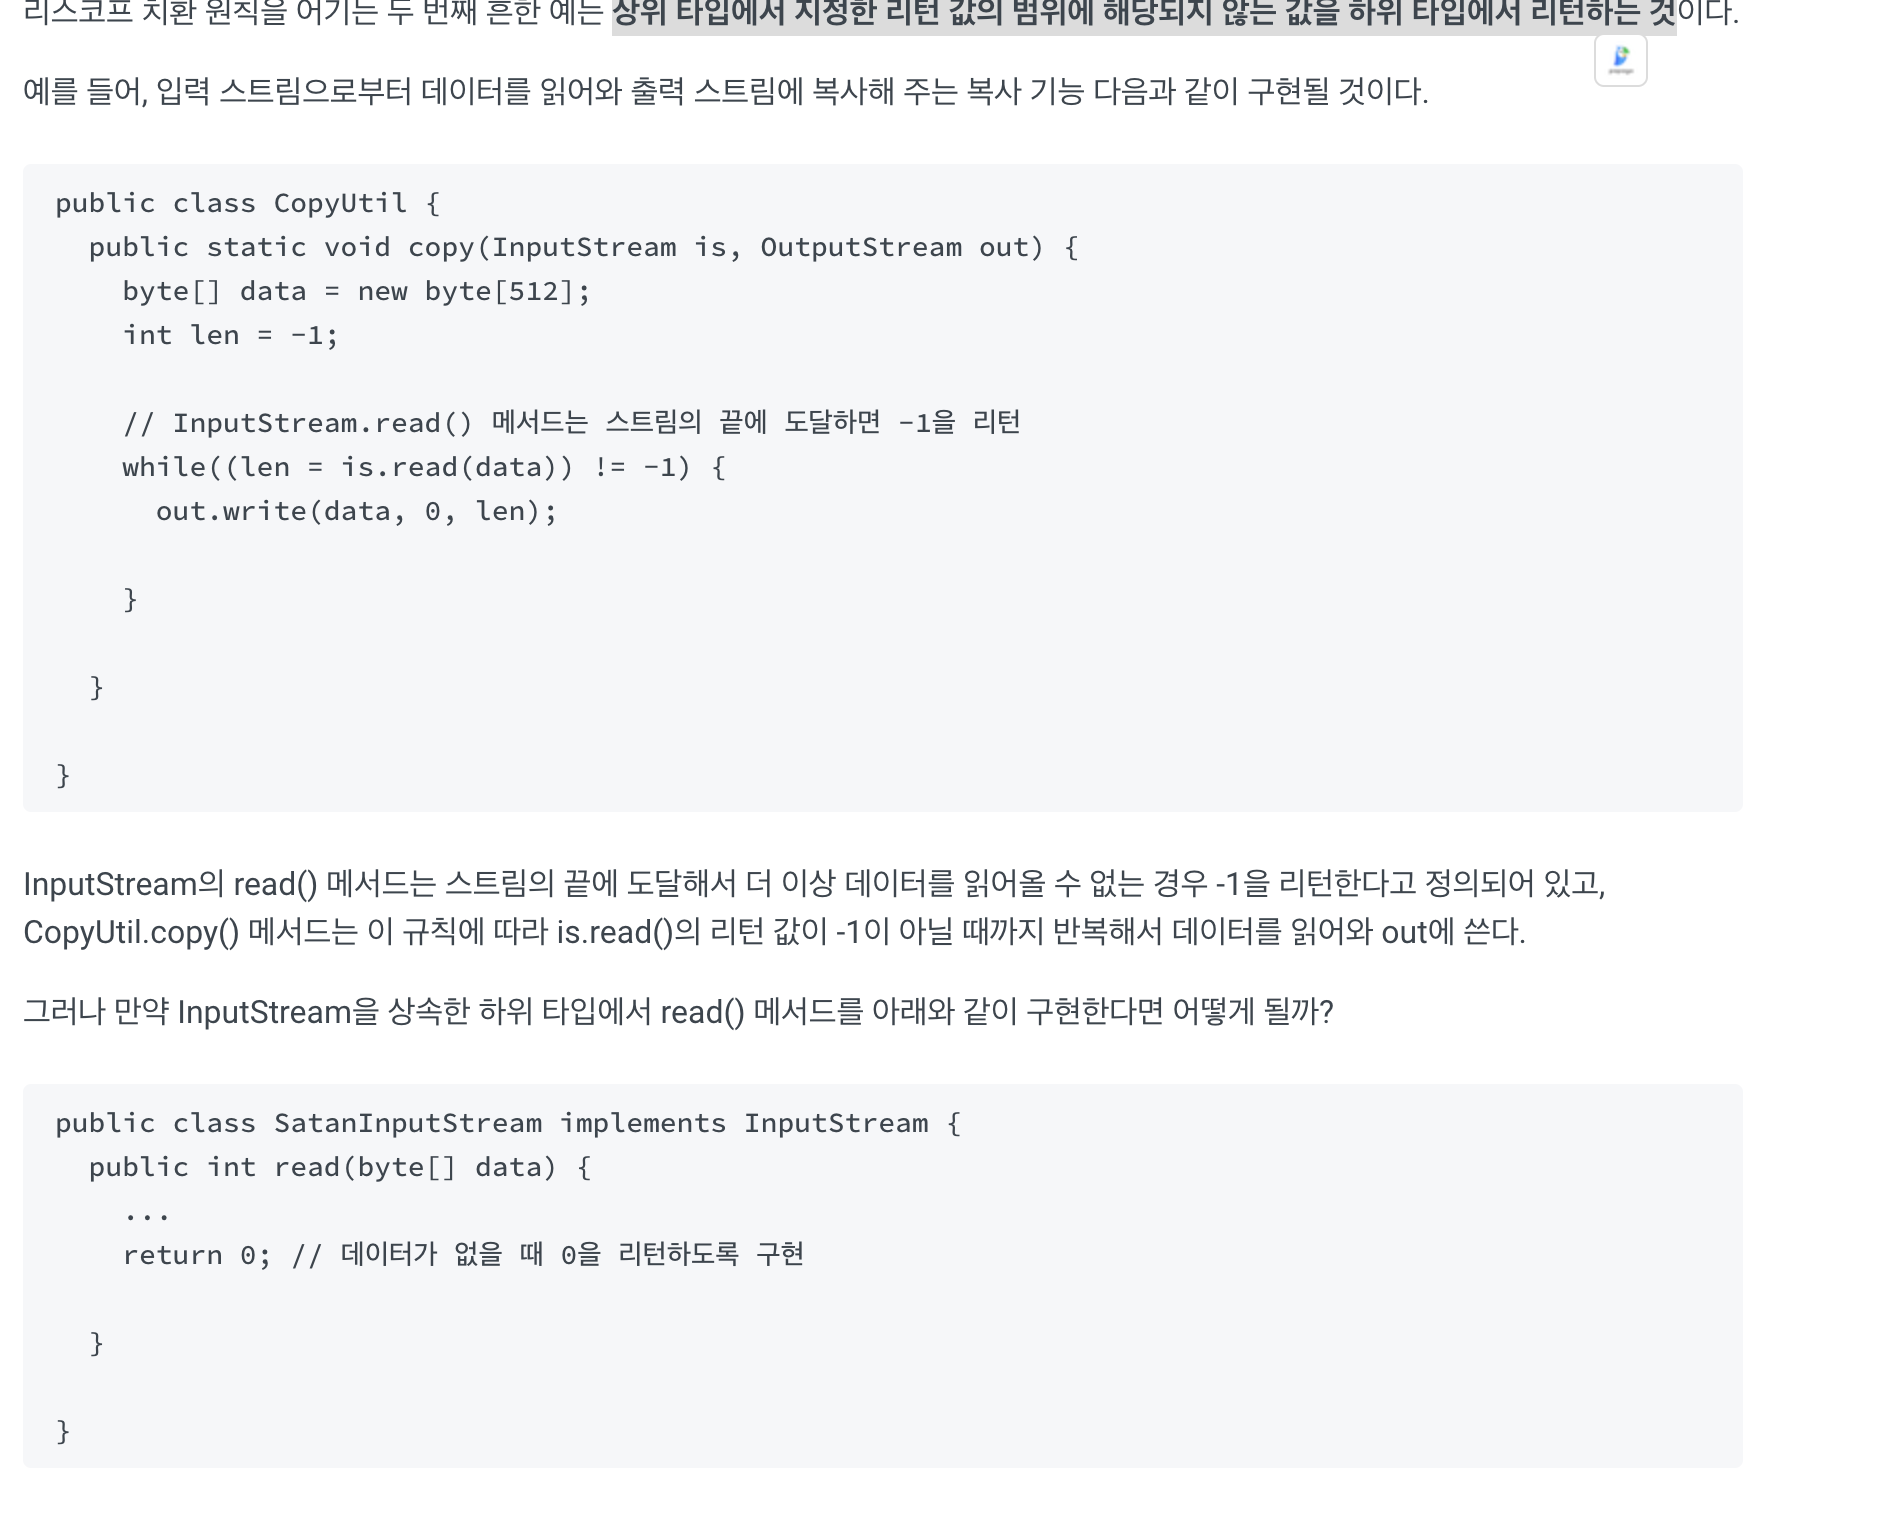 리스코프 치환 원칙을 어기는 두 번째 흔한 예는 상위 타입에서 지정한 리턴 값의 범위에 해당되지 않는 값을 하위 타입에서 리턴하는 것이다.
예를 들어, 입력 스트림으로부터 데이터를 읽어와 출력 스트림에 복사해 주는 복사 기능 다음과 같이 구현될 것이다.
public class CopyUtil {
  public static void copy(InputStream is, OutputStream out) {
    byte[] data = new byte[512];
    int len = -1;
    // InputStream.read() 메서드는 스트림의 끝에 도달하면 -1을 리턴
    while((len = is.read(data)) != -1) {
      out.write(data, 0, len);
    }
  }
}
InputStream의 read() 메서드는 스트림의 끝에 도달해서 더 이상 데이터를 읽어올 수 없는 경우 -1을 리턴한다고 정의되어 있고,
CopyUtil.copy() 메서드는 이 규칙에 따라 is.read()의 리턴 값이 -1이 아닐 때까지 반복해서 데이터를 읽어와 out에 쓴다.
그러나 만약 InputStream을 상속한 하위 타입에서 read() 메서드를 아래와 같이 구현한다면 어떻게 될까?
public class SatanInputStream implements InputStream {
  public int read(byte[] data) {
    ...
    return 0; // 데이터가 없을 때 0을 리턴하도록 구현
  }
}